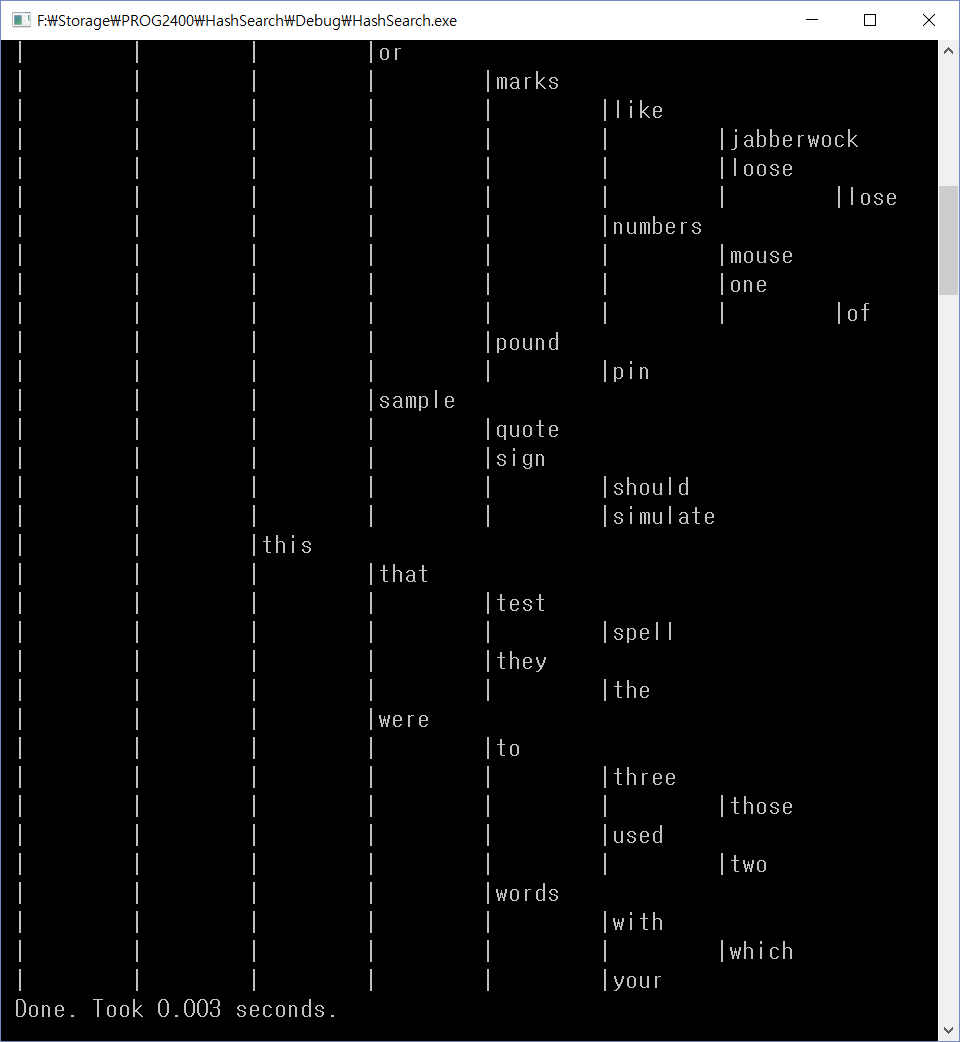 F:₩Storage₩PROG2400₩HashSearch₩Debug₩HashSearch.exe
|       |       |       |or
|       |       |       |       |marks
|       |       |       |       |       |like
|       |       |       |       |       |       |jabberwock
|       |       |       |       |       |       |loose
|       |       |       |       |       |       |       |lose
|       |       |       |       |       |numbers
|       |       |       |       |       |       |mouse
|       |       |       |       |       |       |one
|       |       |       |       |       |       |       |of
|       |       |       |       |pound
|       |       |       |       |       |pin
|       |       |       |sample
|       |       |       |       |quote
|       |       |       |       |sign
|       |       |       |       |       |should
|       |       |       |       |       |simulate
|       |       |this
|       |       |       |that
|       |       |       |       |test
|       |       |       |       |       |spell
|       |       |       |       |they
|       |       |       |       |       |the
|       |       |       |were
|       |       |       |       |to
|       |       |       |       |       |three
|       |       |       |       |       |       |those
|       |       |       |       |       |used
|       |       |       |       |       |       |two
|       |       |       |       |words
|       |       |       |       |       |with
|       |       |       |       |       |       |which
|       |       |       |       |       |your
Done. Took 0.003 seconds.